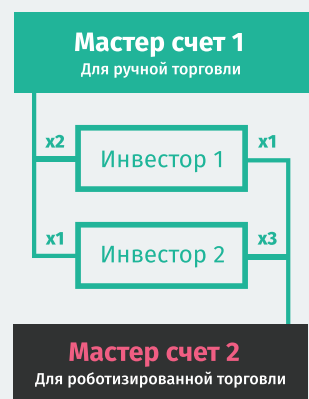 Мастер счет 1
Для ручной торговли
x2
Инвестор 1
x1
x1
Инвестор 2
x3
Мастер счет 2
Для роботизированной торговли